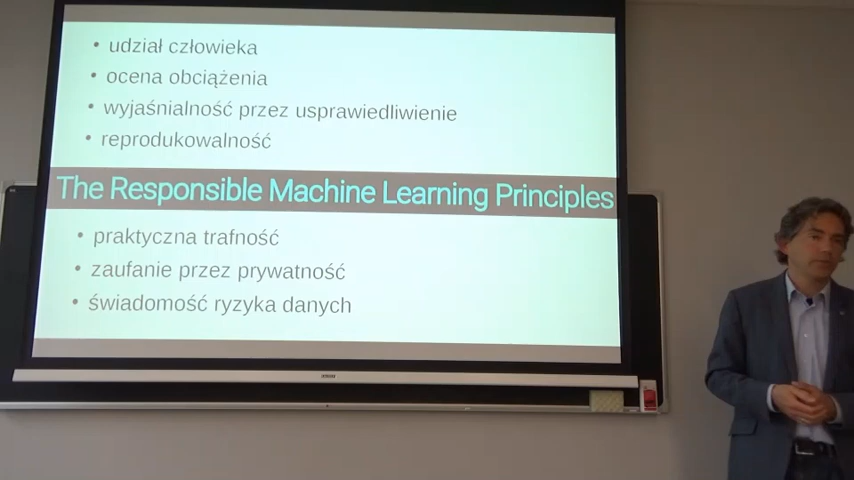 • udział człowieka
• ocena obciążenia
• wyjaśnialność przez usprawiedliwienie
• reprodukowalność
The Responsible Machine Learning Principles
• praktyczna trafność
• zaufanie przez prywatność
• świadomość ryzyka danych